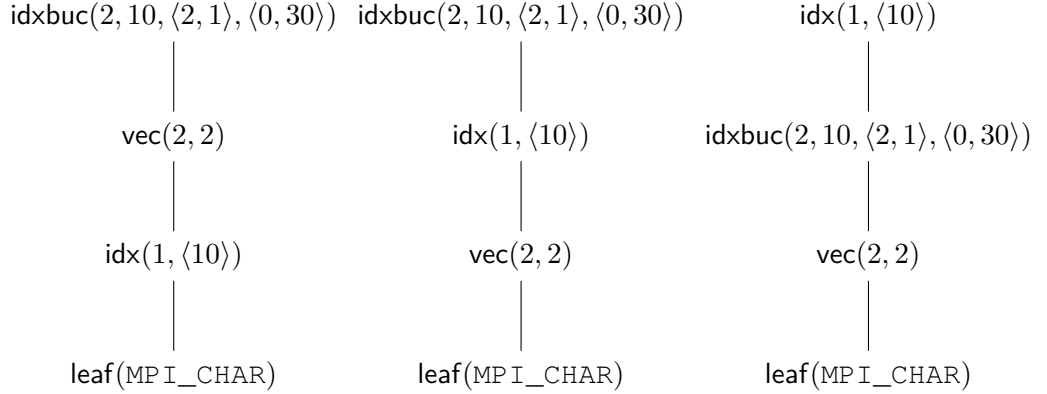 idxbuc(2, 10, ⟨2, 1⟩, ⟨0, 30⟩) idxbuc(2, 10, ⟨2, 1⟩, ⟨0, 30⟩) idx(1, ⟨10⟩)
vec(2, 2) idx(1, ⟨10⟩) idxbuc(2, 10, ⟨2, 1⟩, ⟨0, 30⟩)
idx(1, ⟨10⟩) vec(2, 2) vec(2, 2)
leaf(MPI_CHAR) leaf(MPI_CHAR) leaf(MPI_CHAR)